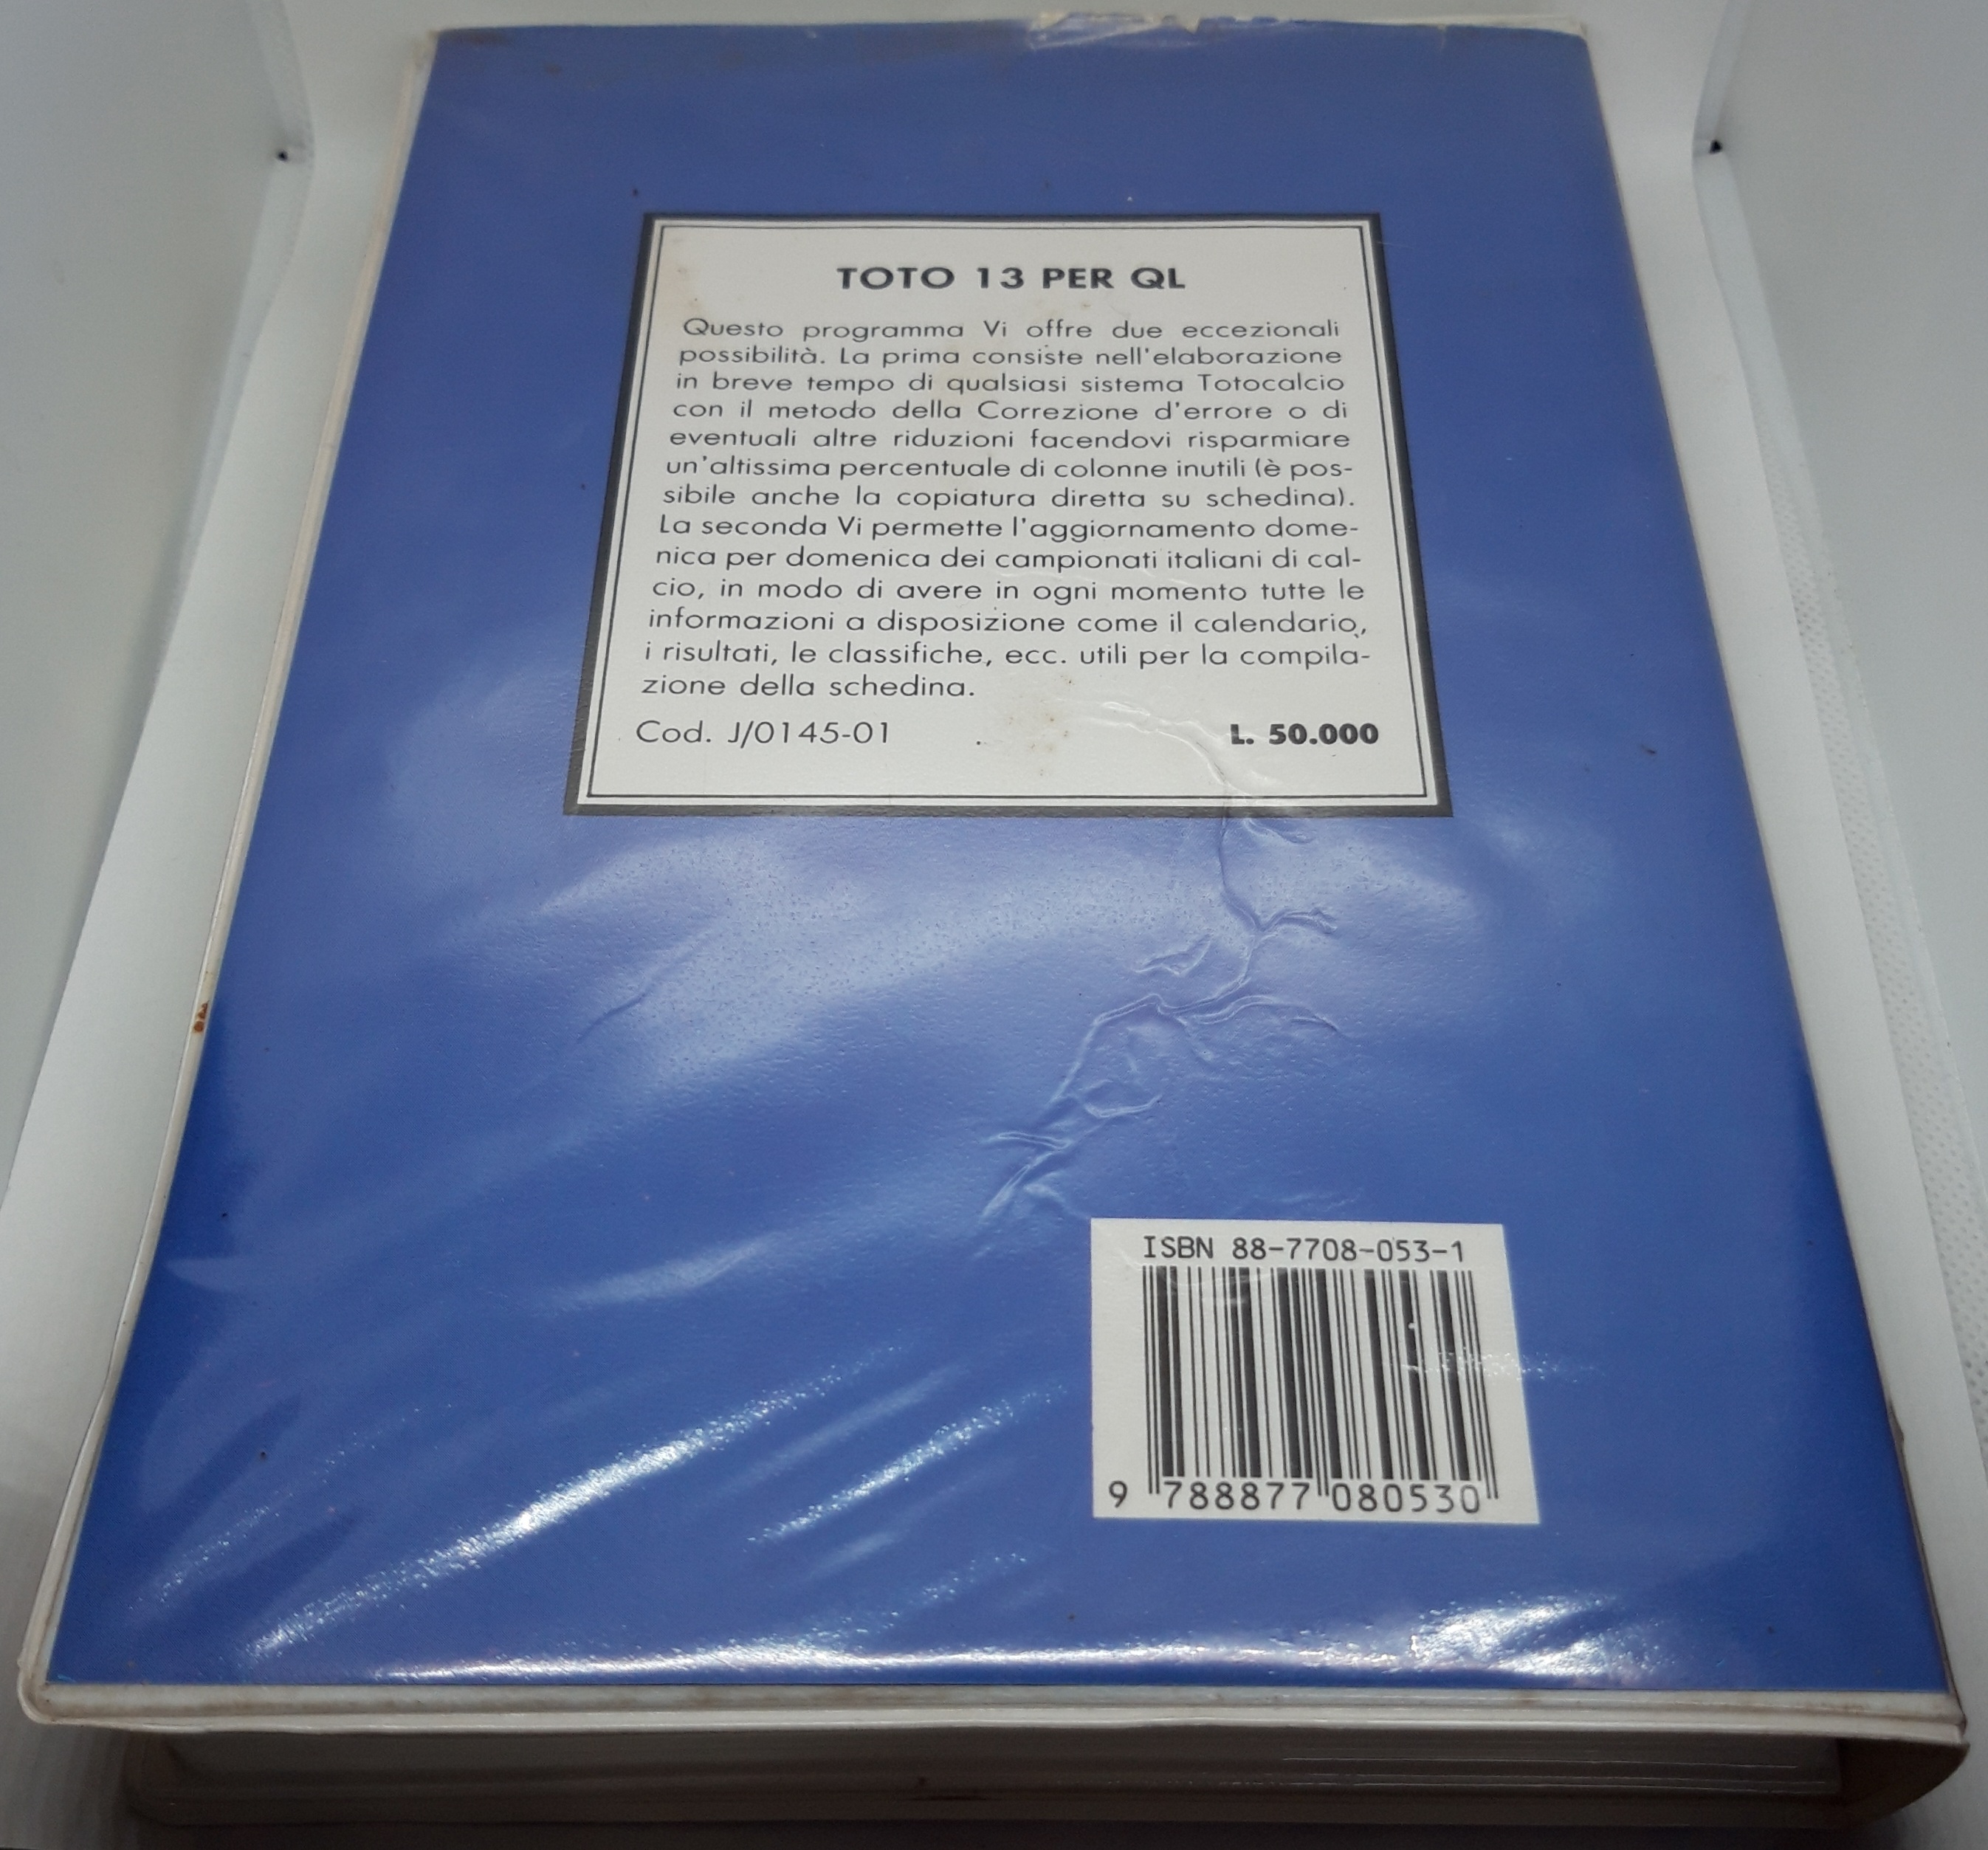 TOTO 13 PER QL
Questo programma Vi offre due eccezionali
possibilità. La prima consiste nell'elaborazione
in breve tempo di qualsiasi sistema Totocalcio
con il metodo della Correzione d'errore o di
eventuali altre riduzioni facendovi risparmiare
un'altissima percentuale di colonne inutili (è pos-
sibile anche la copiatura diretta su schedina).
La seconda Vi permette l'aggiornamento dome-
nica per domenica dei campionati italiani di cal-
cio, in modo di avere in ogni momento tutte le
informazioni a disposizione come il calendario,
i risultati, le classifiche, ecc. utili per la compila-
zione della schedina.
Cod. J/0145-01 L. 50.000
ISBN 88-7708-053-1
9 788877 080530